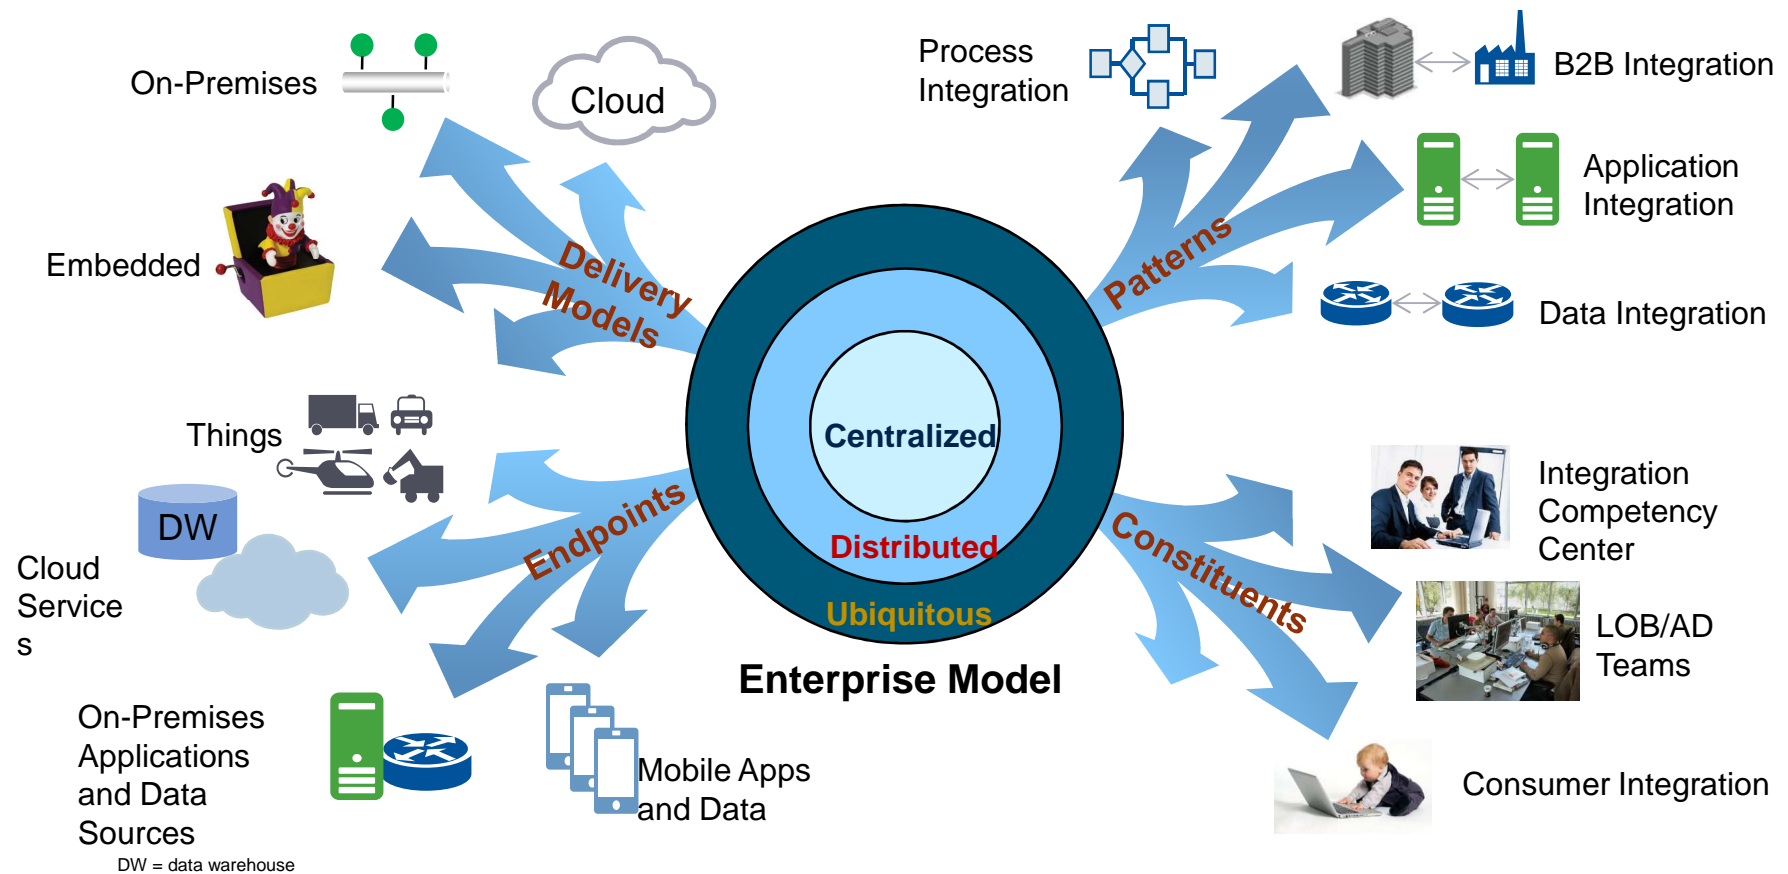 On-Premises
Cloud
Process
Integration
B2B Integration
Application
Integration
Embedded
Delivery
Models
Patterns
Data Integration
Things
Centralized
DW
Endpoints
Distributed
Constituents
Integration
Competency
Center
Cloud
Service
s
Ubiquitous
LOB/AD
Teams
Enterprise Model
On-Premises
Applications
and Data
Sources
Mobile Apps
and Data
Consumer Integration
DW = data warehouse